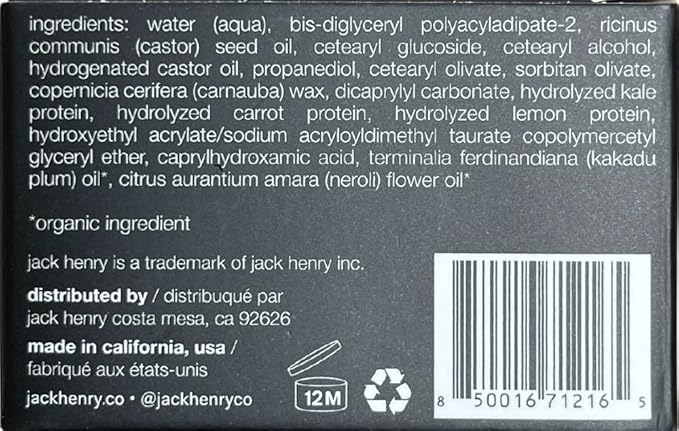 ingredients: water (aqua), bis-diglyceryl polyacyladipate-2, ricinus
communis (castor) seed oil, cetearyl glucoside, cetearyl alcohol,
hydrogenated castor oil, propanediol, cetearyl olivate, sorbitan olivate,
copernicia cerifera (carnauba) wax, dicaprylyl carbonate, hydrolyzed kale
protein, hydrolyzed carrot protein, hydrolyzed lemon protein,
hydroxyethyl acrylate/sodium acryloyldimethyl taurate copolymercetyl
glyceryl ether, caprylhydroxamic acid, terminalia ferdinandiana (kakadu
plum) oil*, citrus aurantium amara (neroli) flower oil*
*organic ingredient
jack henry is a trademark of jack henry inc.
distributed by / distribuqué par
jack henry costa mesa, ca 92626
made in california, usa /
fabriqué aux états-unis
jackhenry.co • @jackhenryco
12M
8 50016 71216 5